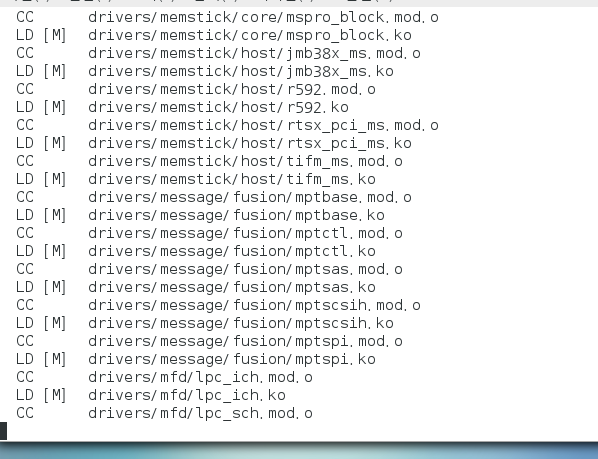 CC      drivers/memstick/core/mspro_block.mod.o
LD [M]  drivers/memstick/core/mspro_block.ko
CC      drivers/memstick/host/jmb38x_ms.mod.o
LD [M]  drivers/memstick/host/jmb38x_ms.ko
CC      drivers/memstick/host/r592.mod.o
LD [M]  drivers/memstick/host/r592.ko
CC      drivers/memstick/host/rtsx_pci_ms.mod.o
LD [M]  drivers/memstick/host/rtsx_pci_ms.ko
CC      drivers/memstick/host/tifm_ms.mod.o
LD [M]  drivers/memstick/host/tifm_ms.ko
CC      drivers/message/fusion/mptbase.mod.o
LD [M]  drivers/message/fusion/mptbase.ko
CC      drivers/message/fusion/mptctl.mod.o
LD [M]  drivers/message/fusion/mptctl.ko
CC      drivers/message/fusion/mptsas.mod.o
LD [M]  drivers/message/fusion/mptsas.ko
CC      drivers/message/fusion/mptscsih.mod.o
LD [M]  drivers/message/fusion/mptscsih.ko
CC      drivers/message/fusion/mptspi.mod.o
LD [M]  drivers/message/fusion/mptspi.ko
CC      drivers/mfd/lpc_ich.mod.o
LD [M]  drivers/mfd/lpc_ich.ko
CC      drivers/mfd/lpc_sch.mod.o